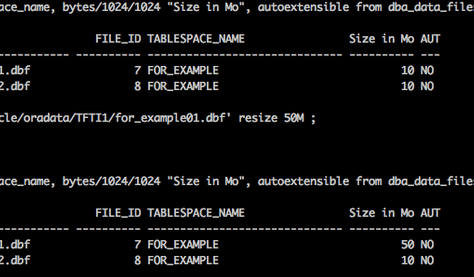 ace_name, bytes/1024/1024 "Size in Mo", autoextensible from dba_data_file
FILE_ID TABLESPACE_NAME Size in Mo AUT
----------- ---------- ------------------------------ ---------- ---
1.dbf 7 FOR_EXAMPLE 10 NO
2.dbf 8 FOR_EXAMPLE 10 NO
cle/oradata/TFTI1/for_example01.dbf' resize 50M ;
ace_name, bytes/1024/1024 "Size in Mo", autoextensible from dba_data_file
FILE_ID TABLESPACE_NAME Size in Mo AUT
----------- ---------- ------------------------------ ---------- ---
1.dbf 7 FOR_EXAMPLE 50 NO
2.dbf 8 FOR_EXAMPLE 10 NO